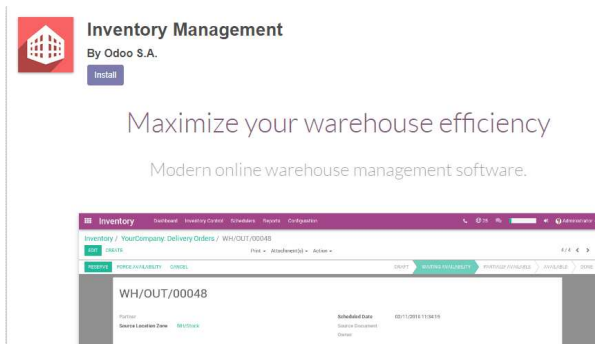 Inventory Management
By Odoo S.A.
Install
Maximize your warehouse efficiency
Modern online warehouse management software.
Inventory Dashboard Inventory Control Schedulers Reports Configuration Administrator
Inventory / YourCompany: Delivery Orders / WH/OUT/00048
EDIT CREATE Print Attachment(s) Action 4 / 4
RESERVE FORCE AVAILABILITY CANCEL DRAFT WAITING AVAILABILITY PARTIALLY AVAILABLE AVAILABLE DONE
WH/OUT/00048
Partner Scheduled Date
Source Location Zone WH/Stock Source Document
Owner